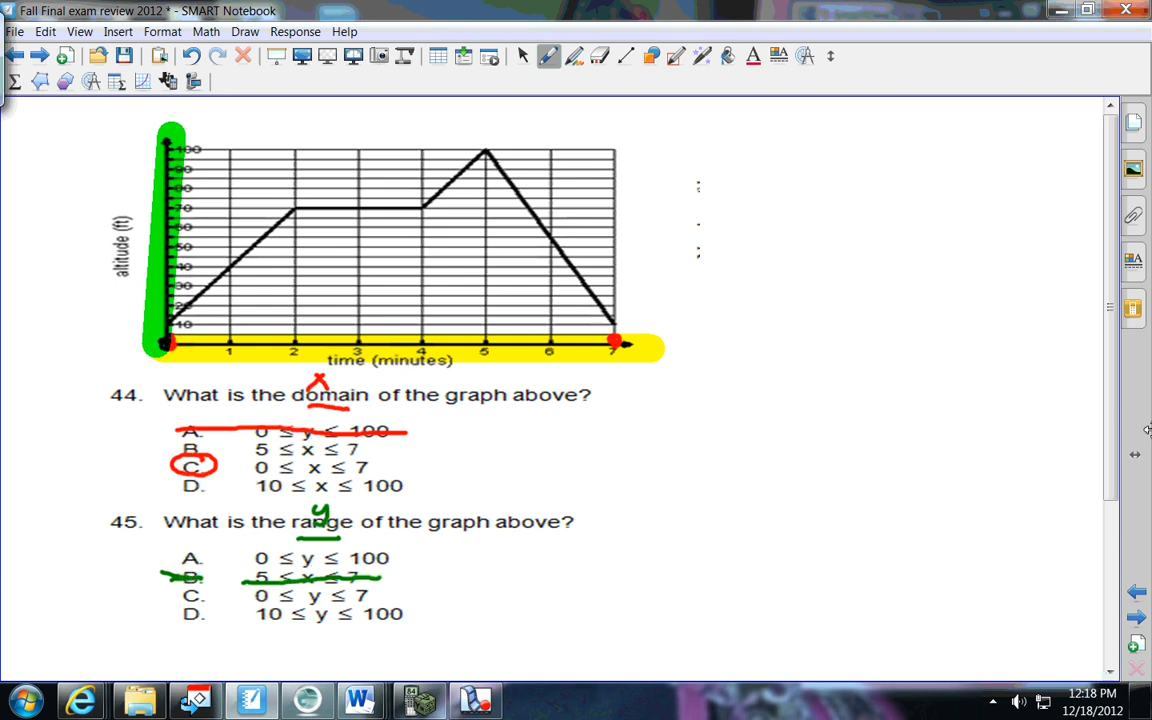 Fall Final exam review 2012 * - SMART Notebook
File Edit View Insert Format Math Draw Response Help
100
90
80
70
60
50
40
30
20
10
altitude (ft)
1 2 3 4 5 6 7
time (minutes)
x
44. What is the domain of the graph above?
A. 0 ≤ y ≤ 100
B. 5 ≤ x ≤ 7
C. 0 ≤ x ≤ 7
D. 10 ≤ x ≤ 100
y
45. What is the range of the graph above?
A. 0 ≤ y ≤ 100
B. 5 ≤ x ≤ 7
C. 0 ≤ y ≤ 7
D. 10 ≤ y ≤ 100
12:18 PM
12/18/2012